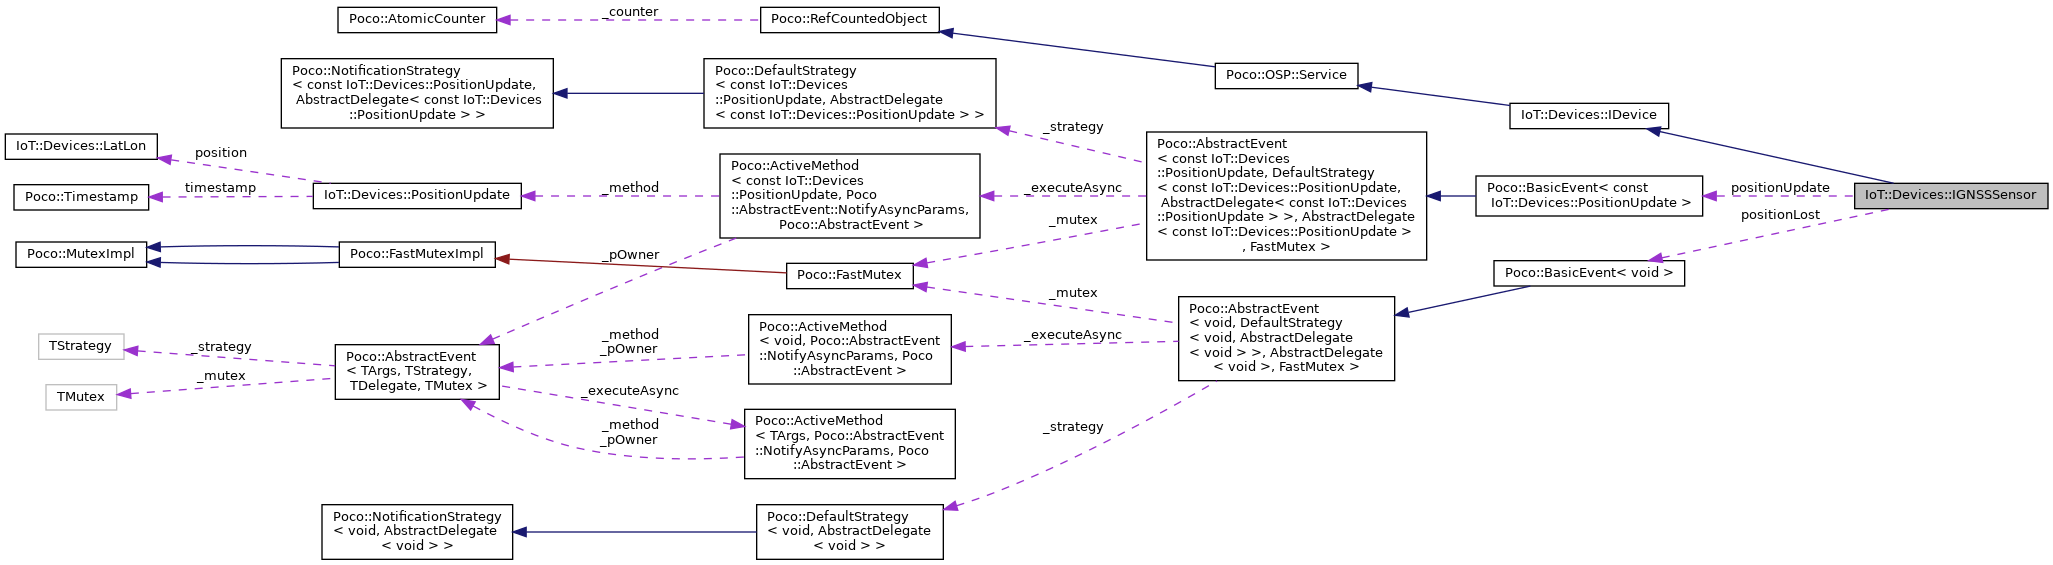 Poco::AtomicCounter
_counter
Poco::RefCountedObject
Poco::NotificationStrategy
< const IoT::Devices::PositionUpdate,
AbstractDelegate< const IoT::Devices
::PositionUpdate > >
Poco::DefaultStrategy
< const IoT::Devices
::PositionUpdate, AbstractDelegate
< const IoT::Devices::PositionUpdate > >
Poco::OSP::Service
IoT::Devices::IDevice
_strategy
IoT::Devices::LatLon
position
Poco::Timestamp
timestamp
IoT::Devices::PositionUpdate
_method
Poco::ActiveMethod
< const IoT::Devices
::PositionUpdate, Poco
::AbstractEvent::NotifyAsyncParams,
Poco::AbstractEvent >
_executeAsync
_mutex
Poco::AbstractEvent
< const IoT::Devices
::PositionUpdate, DefaultStrategy
< const IoT::Devices::PositionUpdate,
AbstractDelegate< const IoT::Devices
::PositionUpdate > >, AbstractDelegate
< const IoT::Devices::PositionUpdate >
, FastMutex >
Poco::BasicEvent< const
IoT::Devices::PositionUpdate >
positionUpdate
positionLost
IoT::Devices::IGNSSSensor
Poco::MutexImpl
Poco::FastMutexImpl
_pOwner
Poco::FastMutex
Poco::BasicEvent< void >
_mutex
TStrategy
_strategy
TMutex
_mutex
Poco::AbstractEvent
< TArgs, TStrategy,
TDelegate, TMutex >
_method
_pOwner
Poco::ActiveMethod
< void, Poco::AbstractEvent
::NotifyAsyncParams, Poco
::AbstractEvent >
_executeAsync
Poco::AbstractEvent
< void, DefaultStrategy
< void, AbstractDelegate
< void > >, AbstractDelegate
< void >, FastMutex >
_executeAsync
_method
_pOwner
Poco::ActiveMethod
< TArgs, Poco::AbstractEvent
::NotifyAsyncParams, Poco
::AbstractEvent >
_strategy
Poco::NotificationStrategy
< void, AbstractDelegate
< void > >
Poco::DefaultStrategy
< void, AbstractDelegate
< void > >